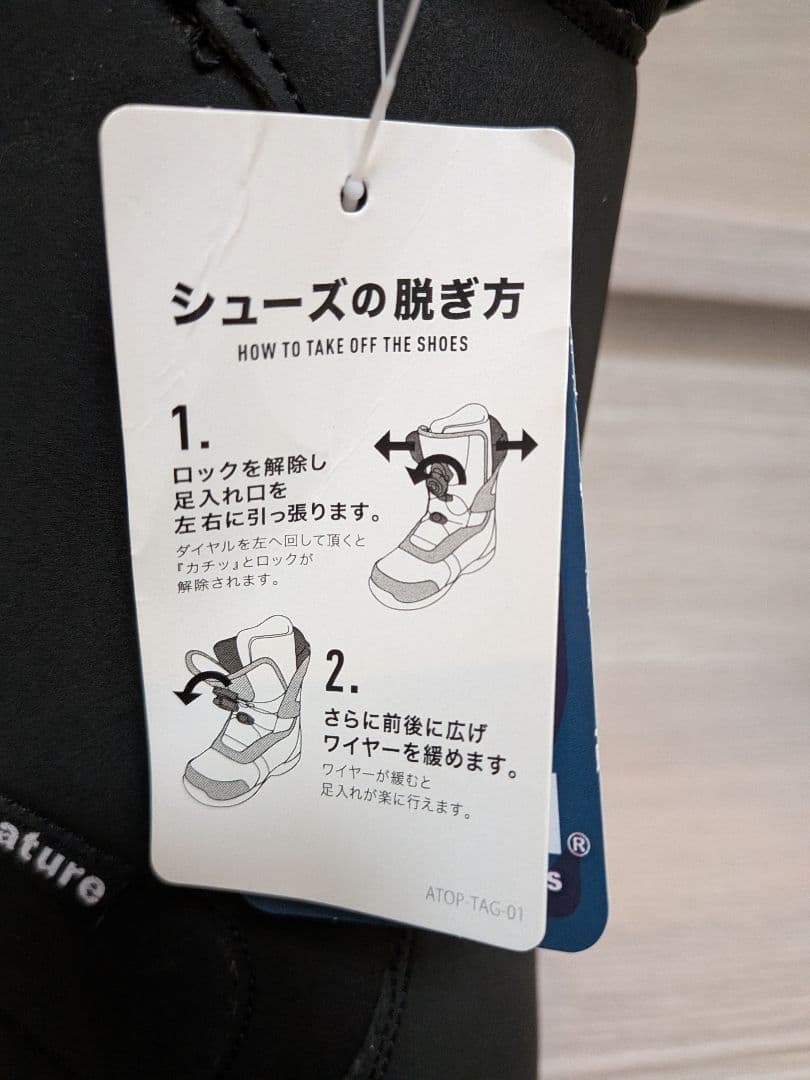 シューズの脱ぎ方
HOW TO TAKE OFF THE SHOES
1.
ロックを解除し
足入れ口を
左右に引っ張ります。
ダイヤルを左へ回して頂くと
『カチッ』とロックが
解除されます。
2.
さらに前後に広げ
ワイヤーを緩めます。
ワイヤーが緩むと
足入れが楽に行えます。
ATOP-TAG-01
ature
®
s